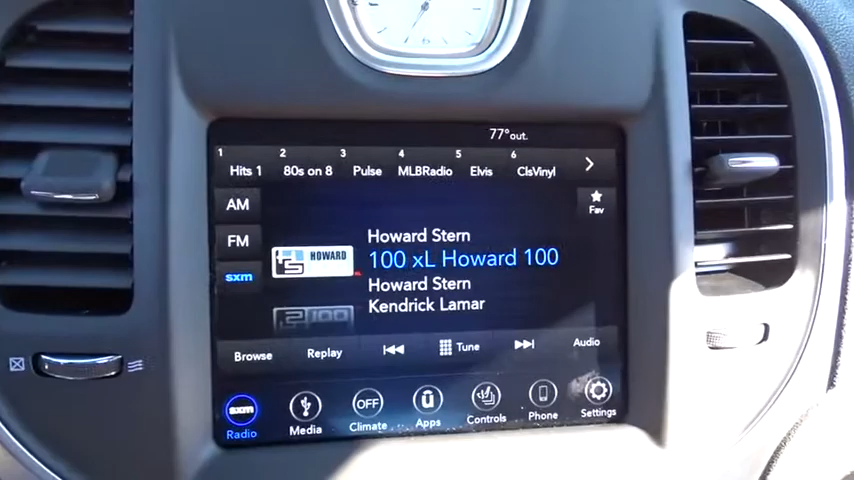 77° out.
1 2 3 4 5 6
Hits 1 80s on 8 Pulse MLBRadio Elvis ClsVinyl
AM
Fav
FM
Howard Stern
HOWARD
100 xL Howard 100
sxm
Howard Stern
Kendrick Lamar
Browse Replay Tune Audio
sxm OFF
Radio Media Climate Apps Controls Phone Settings